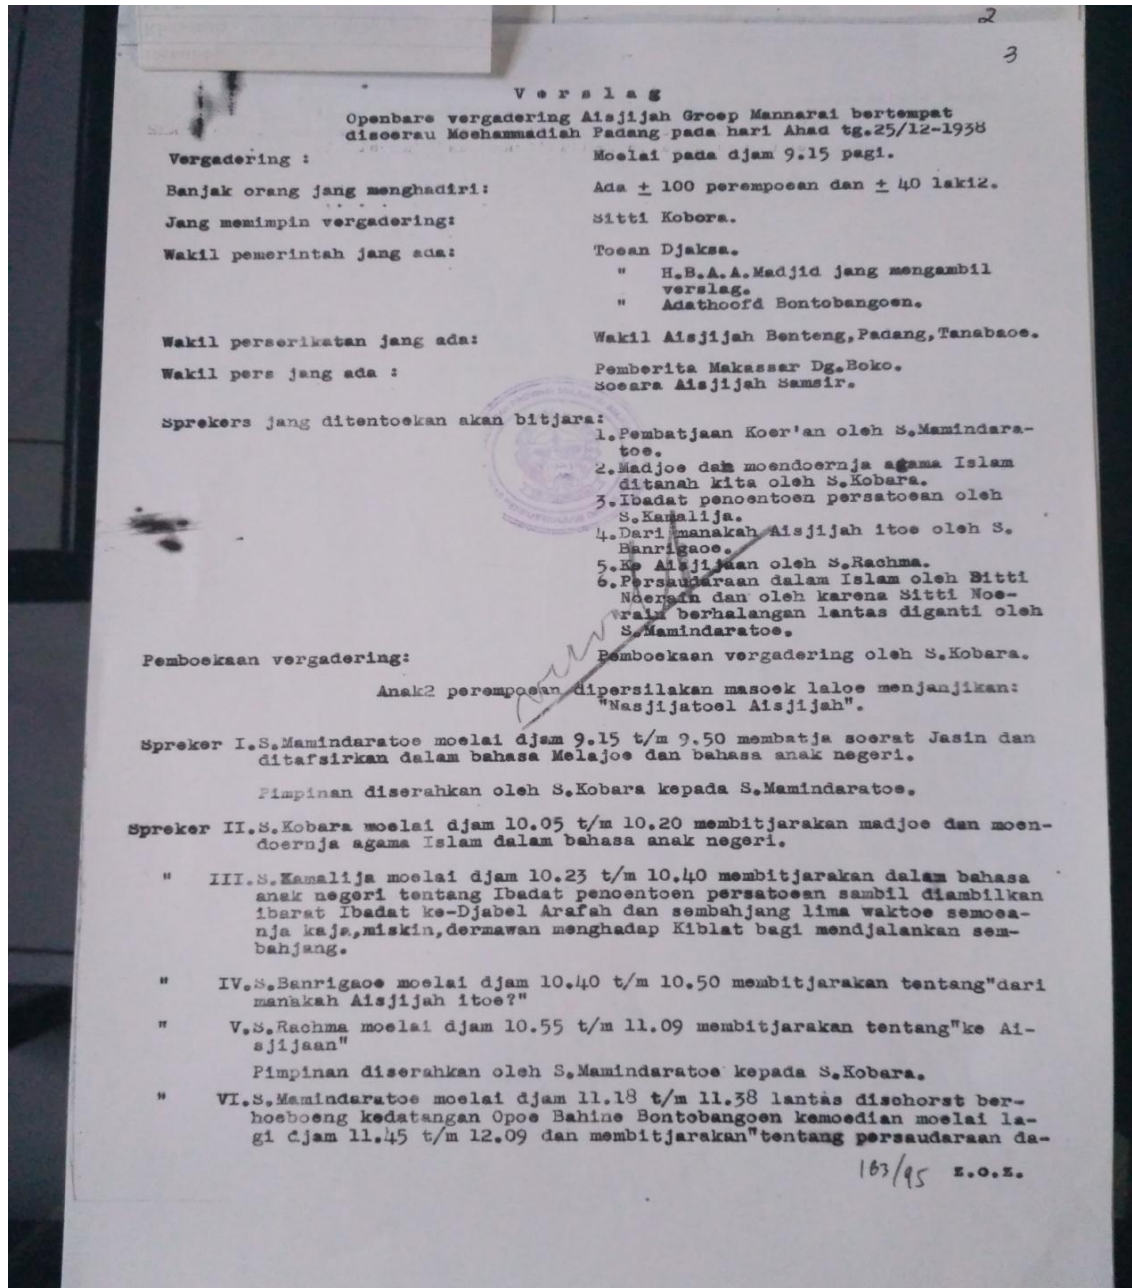 2
3
Verslag
Openbare vergadering Aisjijah Groep Mannarai bertempat
disoerau Moehammadiah Padang pada hari Ahad tg.25/12-1938
Vergadering : Moelai pada djam 9.15 pagi.
Banjak orang jang menghadiri: Ada ± 100 perempoean dan ± 40 laki2.
Jang memimpin vergadering: Sitti Kobora.
Wakil pemerintah jang ada: Toean Djaksa.
" H.B.A.A.Madjid jang mengambil
verslag.
" Adathoofd Bontobangoen.
Wakil perserikatan jang ada: Wakil Aisjijah Benteng,Padang,Tanabaoe.
Wakil pers jang ada : Pemberita Makassar Dg.Boko.
Soeara Aisjijah Samsir.
Sprekers jang ditentoekan akan bitjara:
1.Pembatjaan Koer'an oleh S.Mamindara-
toe.
2.Madjoe dan moendoernja agama Islam
ditanah kita oleh S.Kobara.
3.Ibadat penoentoen persatoean oleh
S.Kamalija.
4.Dari manakah Aisjijah itoe oleh S.
Banrigaoe.
5.Ke Aisjijaan oleh S.Rachma.
6.Persaudaraan dalam Islam oleh Sitti
Noerain dan oleh karena Sitti Noe-
rain berhalangan lantas diganti oleh
S.Mamindaratoe.
Pemboekaan vergadering: Pemboekaan vergadering oleh S.Kobara.
Anak2 perempoean dipersilakan masoek laloe menjanjikan:
"Nasjijatoel Aisjijah".
Spreker I.S.Mamindaratoe moelai djam 9.15 t/m 9.50 membatja soerat Jasin dan
ditafsirkan dalam bahasa Melajoe dan bahasa anak negeri.
Pimpinan diserahkan oleh S.Kobara kepada S.Mamindaratoe.
Spreker II.S.Kobara moelai djam 10.05 t/m 10.20 membitjarakan madjoe dan moen-
doernja agama Islam dalam bahasa anak negeri.
" III.S.Kamalija moelai djam 10.23 t/m 10.40 membitjarakan dalam bahasa
anak negeri tentang Ibadat penoentoen persatoean sambil diambilkan
ibarat Ibadat ke-Djabel Arafah dan sembahjang lima waktoe semoea-
nja kaja,miskin,dermawan menghadap Kiblat bagi mendjalankan sem-
bahjang.
" IV.S.Banrigaoe moelai djam 10.40 t/m 10.50 membitjarakan tentang"dari
manakah Aisjijah itoe?"
" V.S.Rachma moelai djam 10.55 t/m 11.09 membitjarakan tentang"ke Ai-
sjijaan"
Pimpinan diserahkan oleh S.Mamindaratoe kepada S.Kobara.
" VI.S.Mamindaratoe moelai djam 11.18 t/m 11.38 lantas dischorst ber-
hoeboeng kedatangan Opoe Bahine Bontobangoen kemoedian moelai la-
gi djam 11.45 t/m 12.09 dan membitjarakan"tentang persaudaraan da-
183/95 z.o.z.